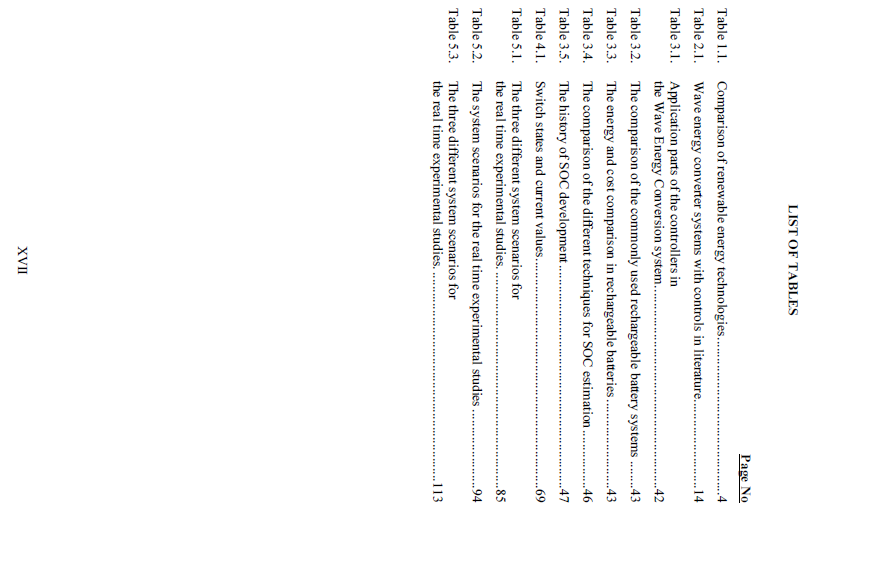 LIST OF TABLES
Page No
Table 1.1. Comparison of renewable energy technologies.......................................................4
Table 2.1. Wave energy converter systems with controls in literature............................14
Table 3.1. Application parts of the controllers in
the Wave Energy Conversion system..............................................................42
Table 3.2. The comparison of the commonly used rechargeable battery systems ........43
Table 3.3. The energy and cost comparison in rechargeable batteries...........................43
Table 3.4. The comparison of the different techniques for SOC estimation .................46
Table 3.5. The history of SOC development ....................................................................47
Table 4.1. Switch states and current values......................................................................69
Table 5.1. The three different system scenarios for
the real time experimental studies....................................................................85
Table 5.2. The system scenarios for the real time experimental studies .......................94
Table 5.3. The three different system scenarios for
the real time experimental studies..................................................................113
XVII